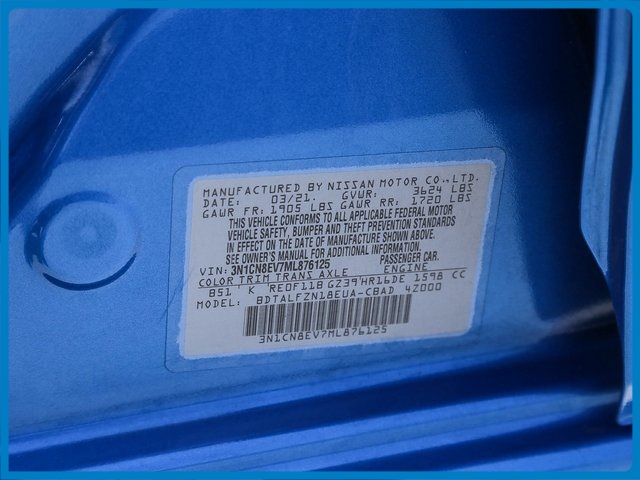 MANUFACTURED BY NISSAN MOTOR CO.,LTD.
DATE: 03/21. GVWR: 3624 LBS
GAWR FR: 1905 LBS GAWR RR: 1720 LBS
THIS VEHICLE CONFORMS TO ALL APPLICABLE FEDERAL MOTOR
VEHICLE SAFETY, BUMPER AND THEFT PREVENTION STANDARDS
IN EFFECT ON THE DATE OF MANUFACTURE SHOWN ABOVE.
SEE OWNER'S MANUAL FOR ADDITIONAL INFORMATION.
VIN: 3N1CN8EV7ML876125 PASSENGER CAR.
COLOR TRIM TRANS AXLE ENGINE
B51 K RE0F11B GZ39 HR16DE 1598 CC
MODEL: BDTALFZN18EUA-CBAD 4Z000
3N1CN8EV7ML876125